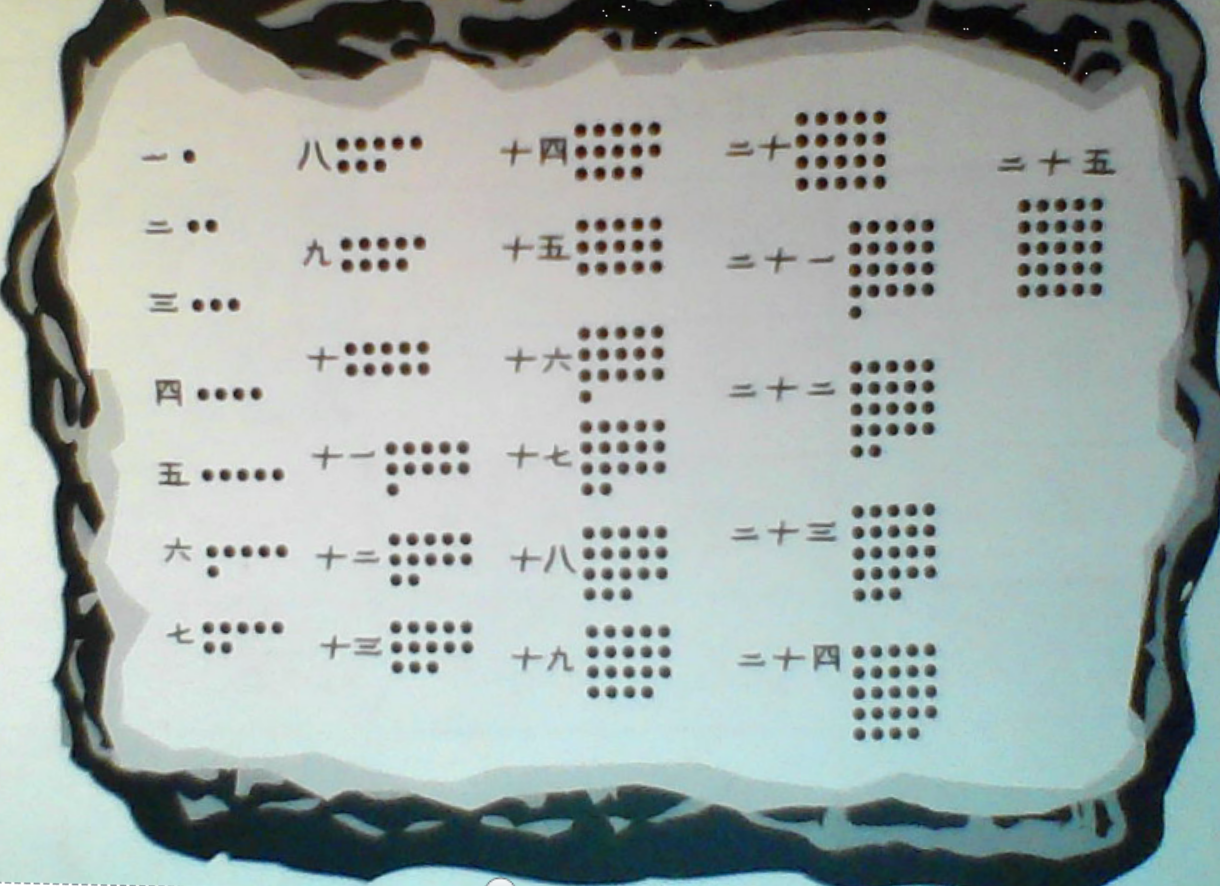 一
二
三
四
五
六
七
八
九
十
十一
十二
十三
十四
十五
十六
十七
十八
十九
二十
二十一
二十二
二十三
二十四
二十五